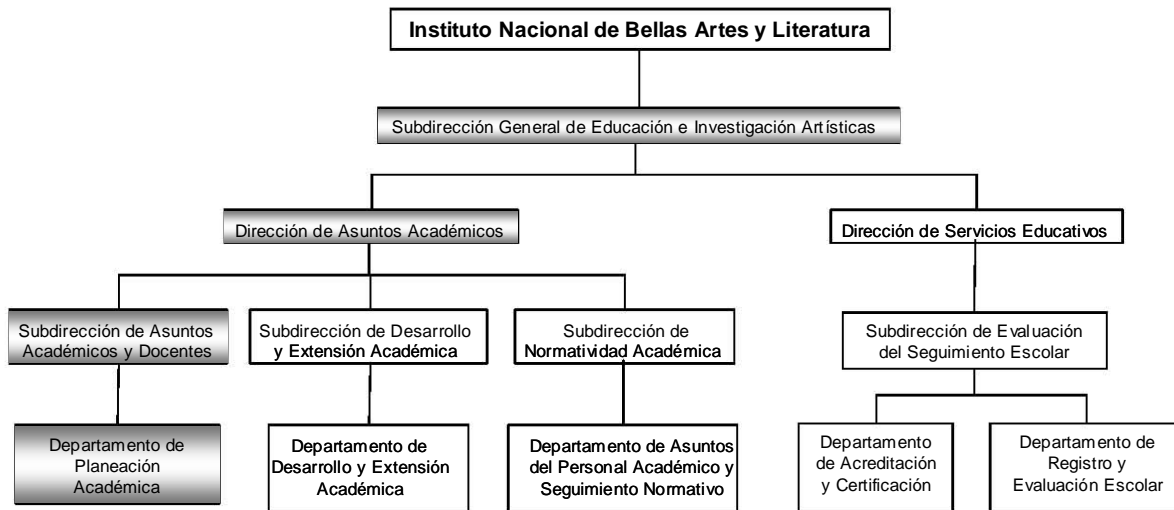 Instituto Nacional de Bellas Artes y Literatura
Subdirección General de Educación e Investigación Artísticas
Dirección de Asuntos Académicos
Dirección de Servicios Educativos
Subdirección de Asuntos
Académicos y Docentes
Subdirección de Desarrollo
y Extensión Académica
Subdirección de
Normatividad Académica
Subdirección de Evaluación
del Seguimiento Escolar
Departamento de
Planeación
Académica
Departamento de
Desarrollo y Extensión
Académica
Departamento de Asuntos
del Personal Académico y
Seguimiento Normativo
Departamento
de Acreditación
y Certificación
Departamento de
Registro y
Evaluación Escolar